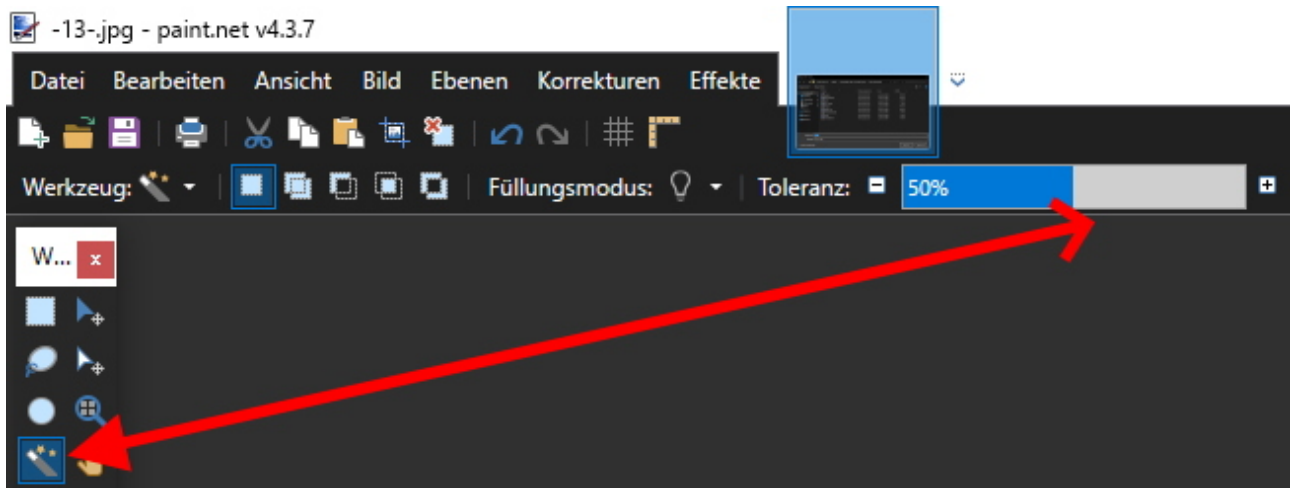 -13-.jpg - paint.net v4.3.7
Datei Bearbeiten Ansicht Bild Ebenen Korrekturen Effekte
Werkzeug: Füllungsmodus: Toleranz: 50%
W...